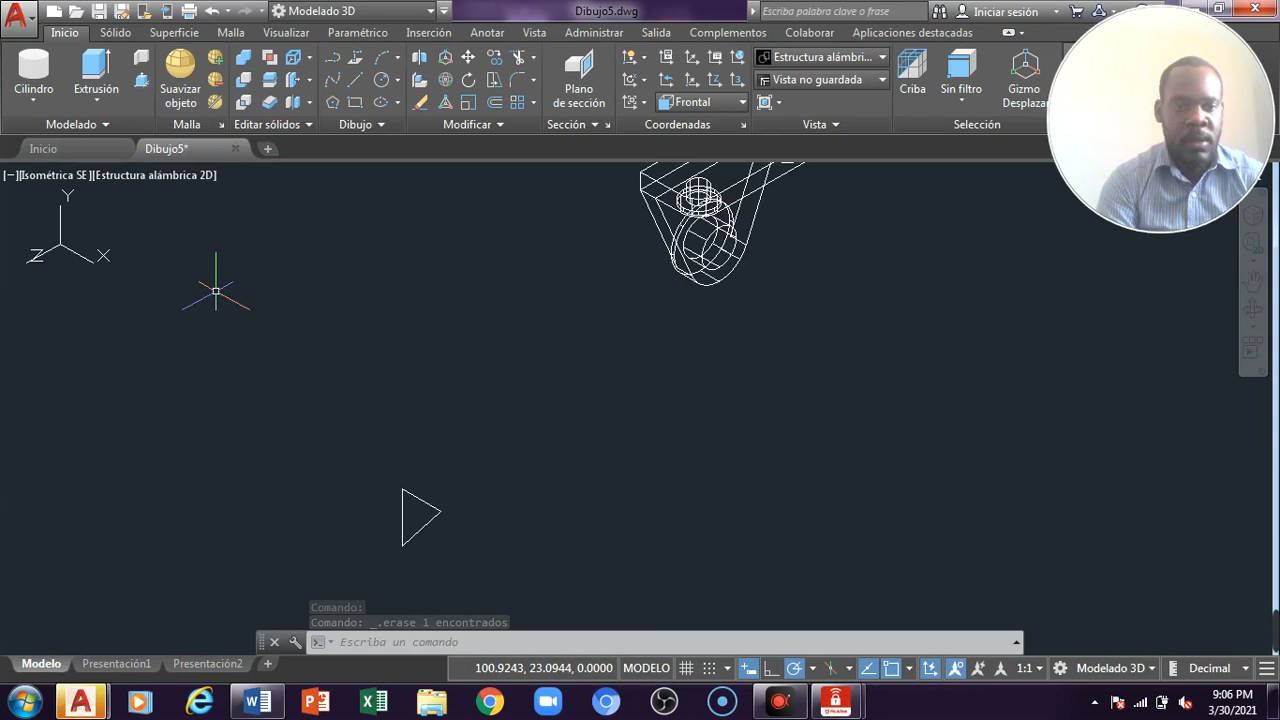 Modelado 3D
Dibujo5.dwg
Escriba palabra clave o frase
Iniciar sesión
Inicio Sólido Superficie Malla Visualizar Paramétrico Inserción Anotar Vista Administrar Salida Complementos Colaborar Aplicaciones destacadas
Cilindro
Extrusión
Suavizar objeto
Plano de sección
Estructura alámbri...
Vista no guardada
Frontal
Criba
Sin filtro
Gizmo Desplaz
Modelado
Malla
Editar sólidos
Dibujo
Modificar
Sección
Coordenadas
Vista
Selección
Inicio
Dibujo5*
[−][Isométrica SE][Estructura alámbrica 2D]
Y
Z
X
Comando:
Comando: _.erase 1 encontrados
Escriba un comando
Modelo Presentación1 Presentación2
100.9243, 23.0944, 0.0000 MODELO
1:1
Modelado 3D
Decimal
9:06 PM
3/30/2021